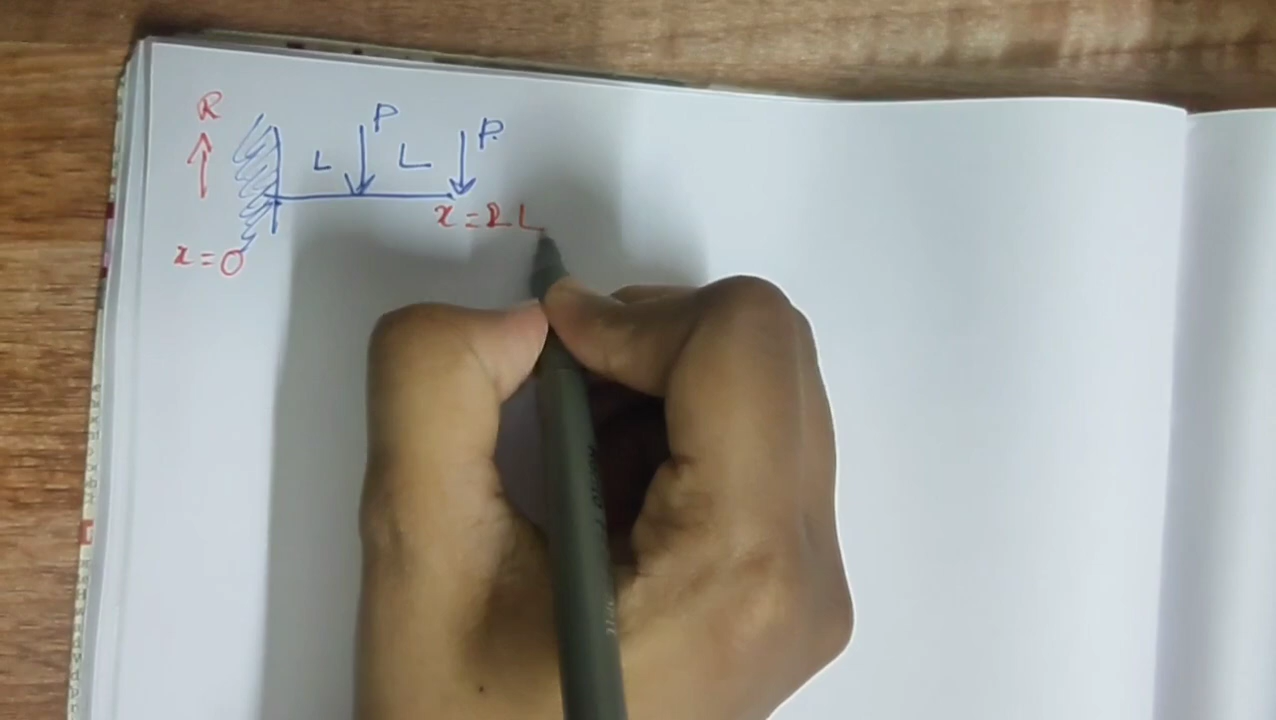 R
P
L
L
P.
x = 2L
x = 0